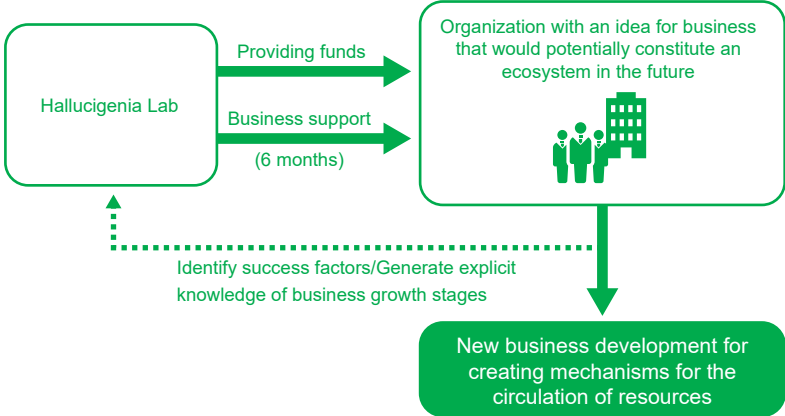 Hallucigenia Lab
Providing funds
Business support
(6 months)
Organization with an idea for business
that would potentially constitute an
ecosystem in the future
Identify success factors/Generate explicit
knowledge of business growth stages
New business development for
creating mechanisms for the
circulation of resources